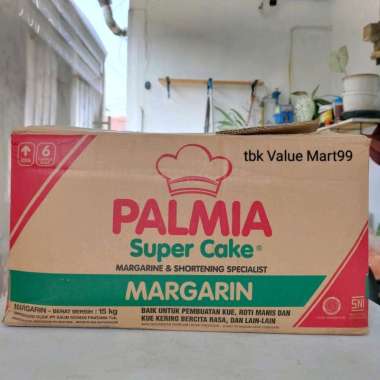 tbk Value Mart99
6
PALMIA
Super Cake®
MARGARINE & SHORTENING SPECIALIST
MARGARIN
MARGARIN - BERAT BERSIH : 15 kg
BAIK UNTUK PEMBUATAN KUE, ROTI MANIS DAN
KUE KERING BERCITA RASA, DAN LAIN-LAIN
SNI